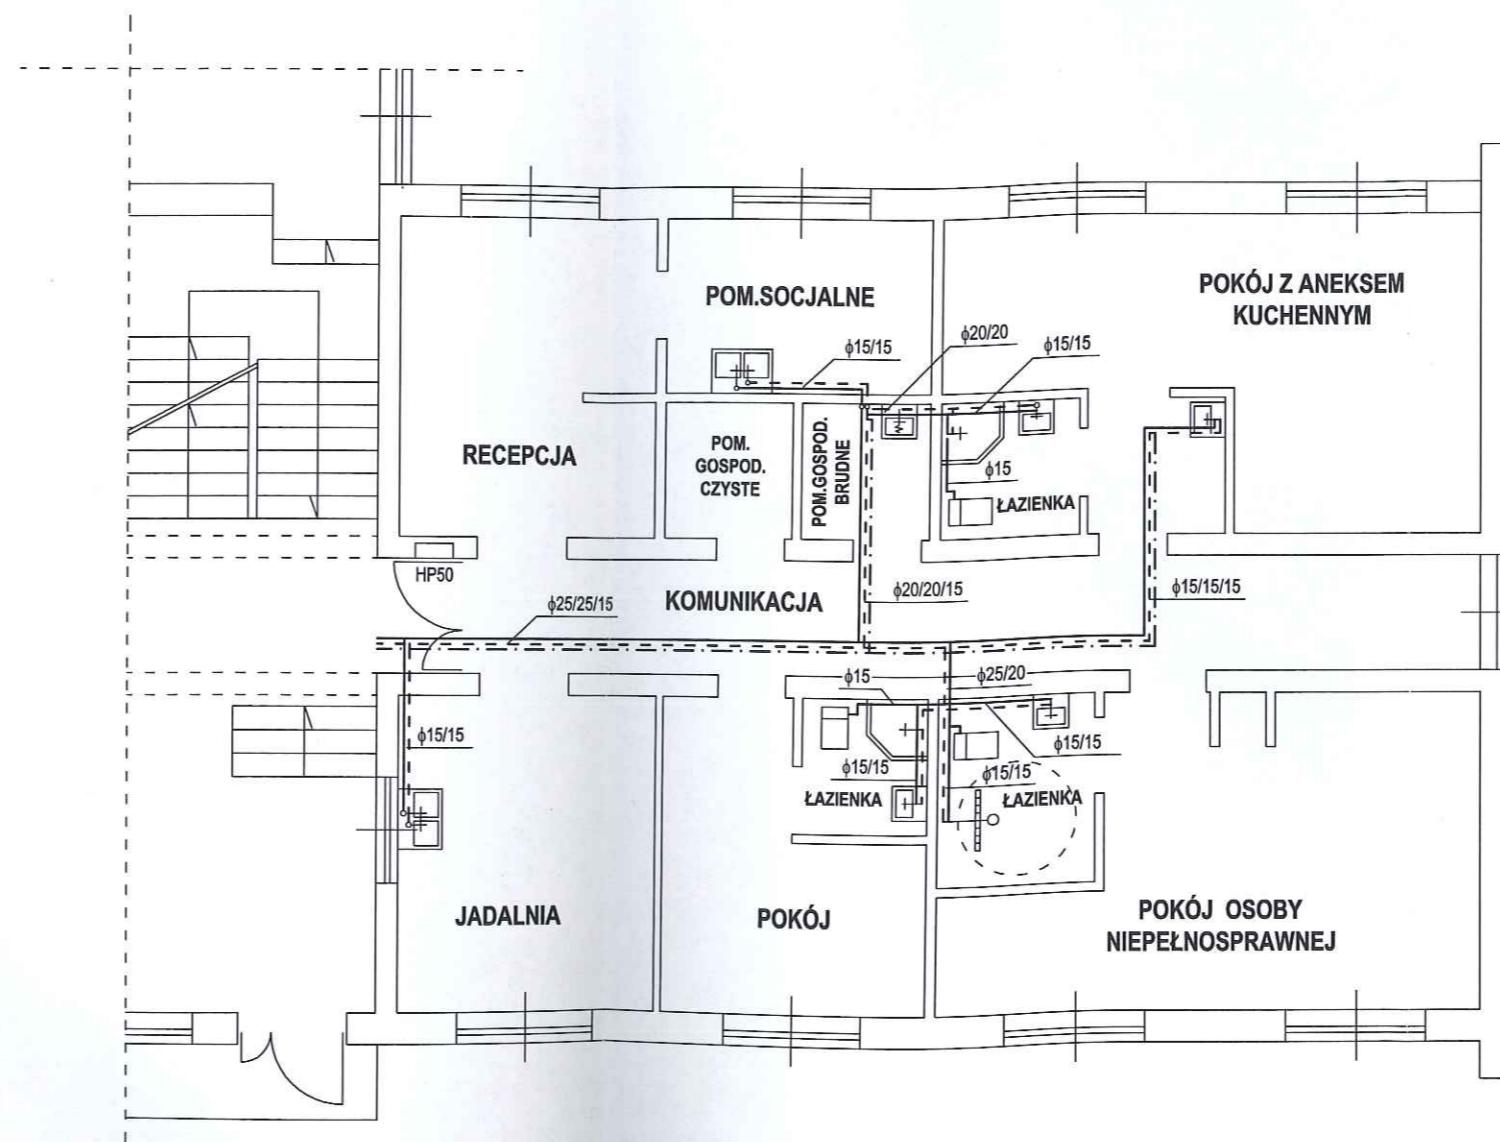 POKÓJ Z ANEKSEM
KUCHENNYM
POM.SOCJALNE
ϕ15/15
ϕ20/20
ϕ15/15
RECEPCJA
POM.
GOSPOD.
CZYSTE
POM.GOSPOD.
BRUDNE
ϕ15
ŁAZIENKA
HP50
ϕ25/25/15
KOMUNIKACJA
ϕ20/20/15
ϕ15/15/15
ϕ15
ϕ25/20
ϕ15/15
ϕ15/15
ϕ15/15
ϕ15/15
ŁAZIENKA
ŁAZIENKA
JADALNIA
POKÓJ
POKÓJ OSOBY
NIEPEŁNOSPRAWNEJ